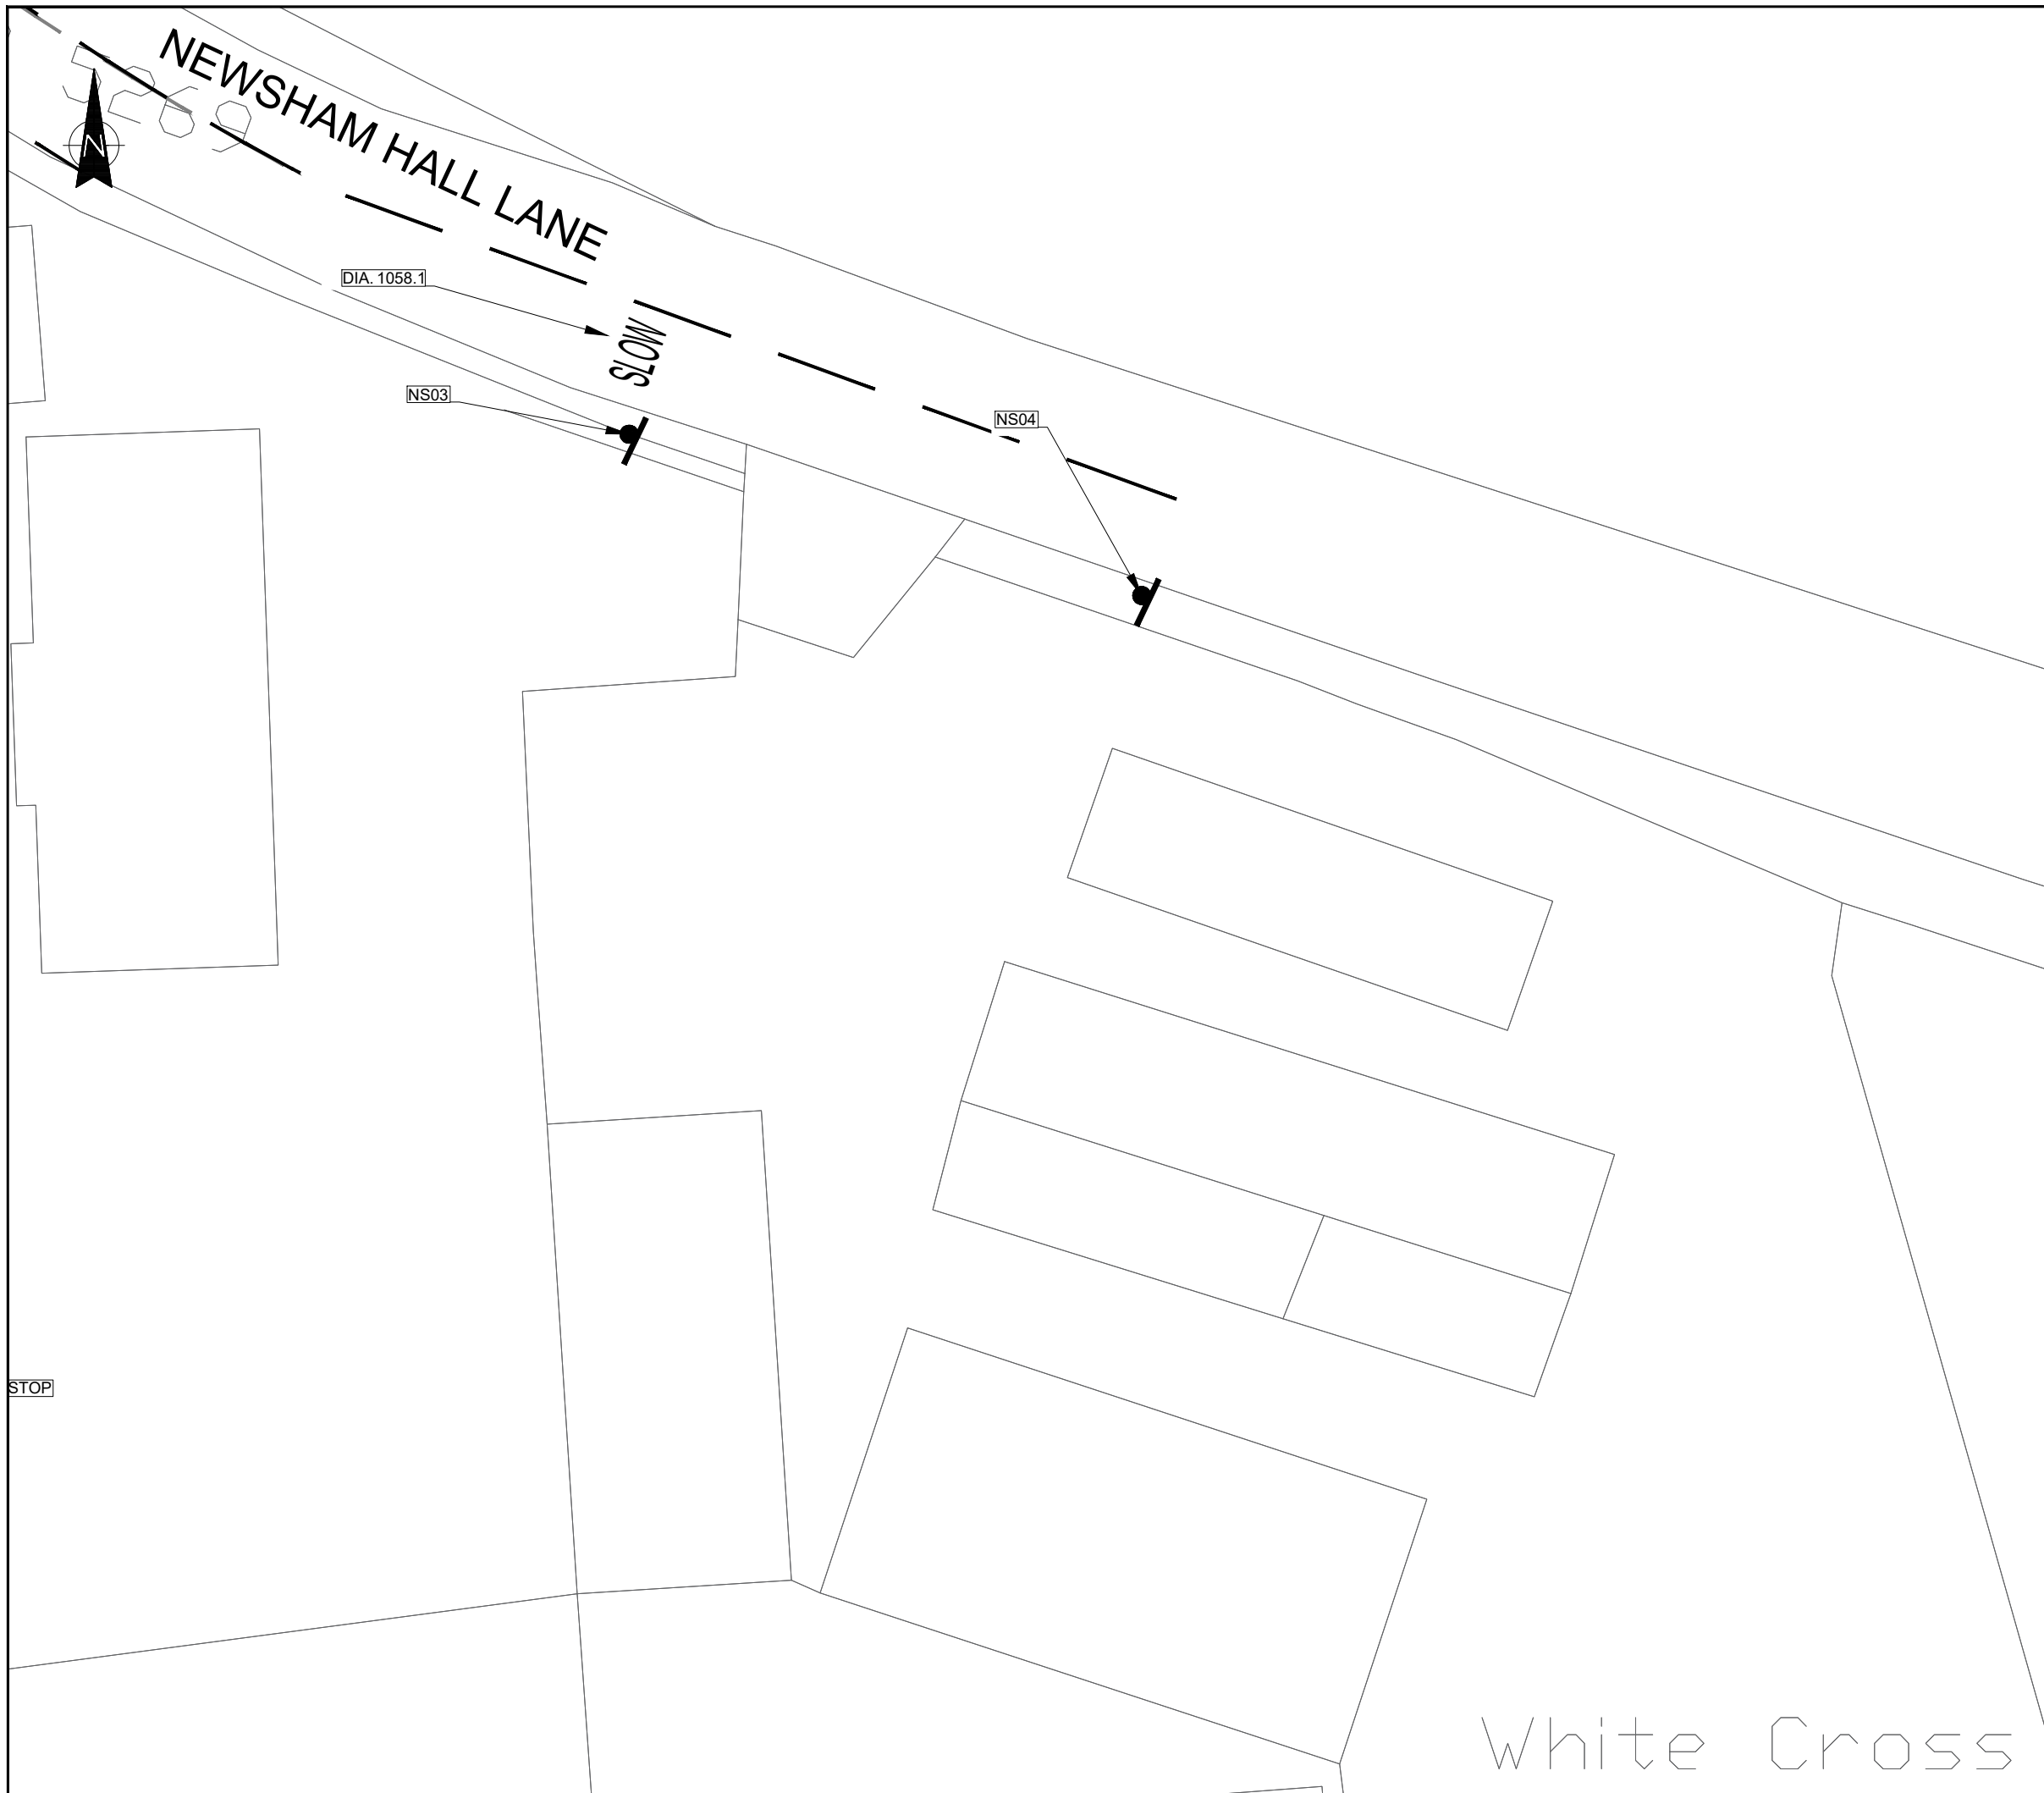 NEWSHAM HALL LANE
N
DIA. 1058.1
SLOW
NS03
NS04
STOP
White Cross